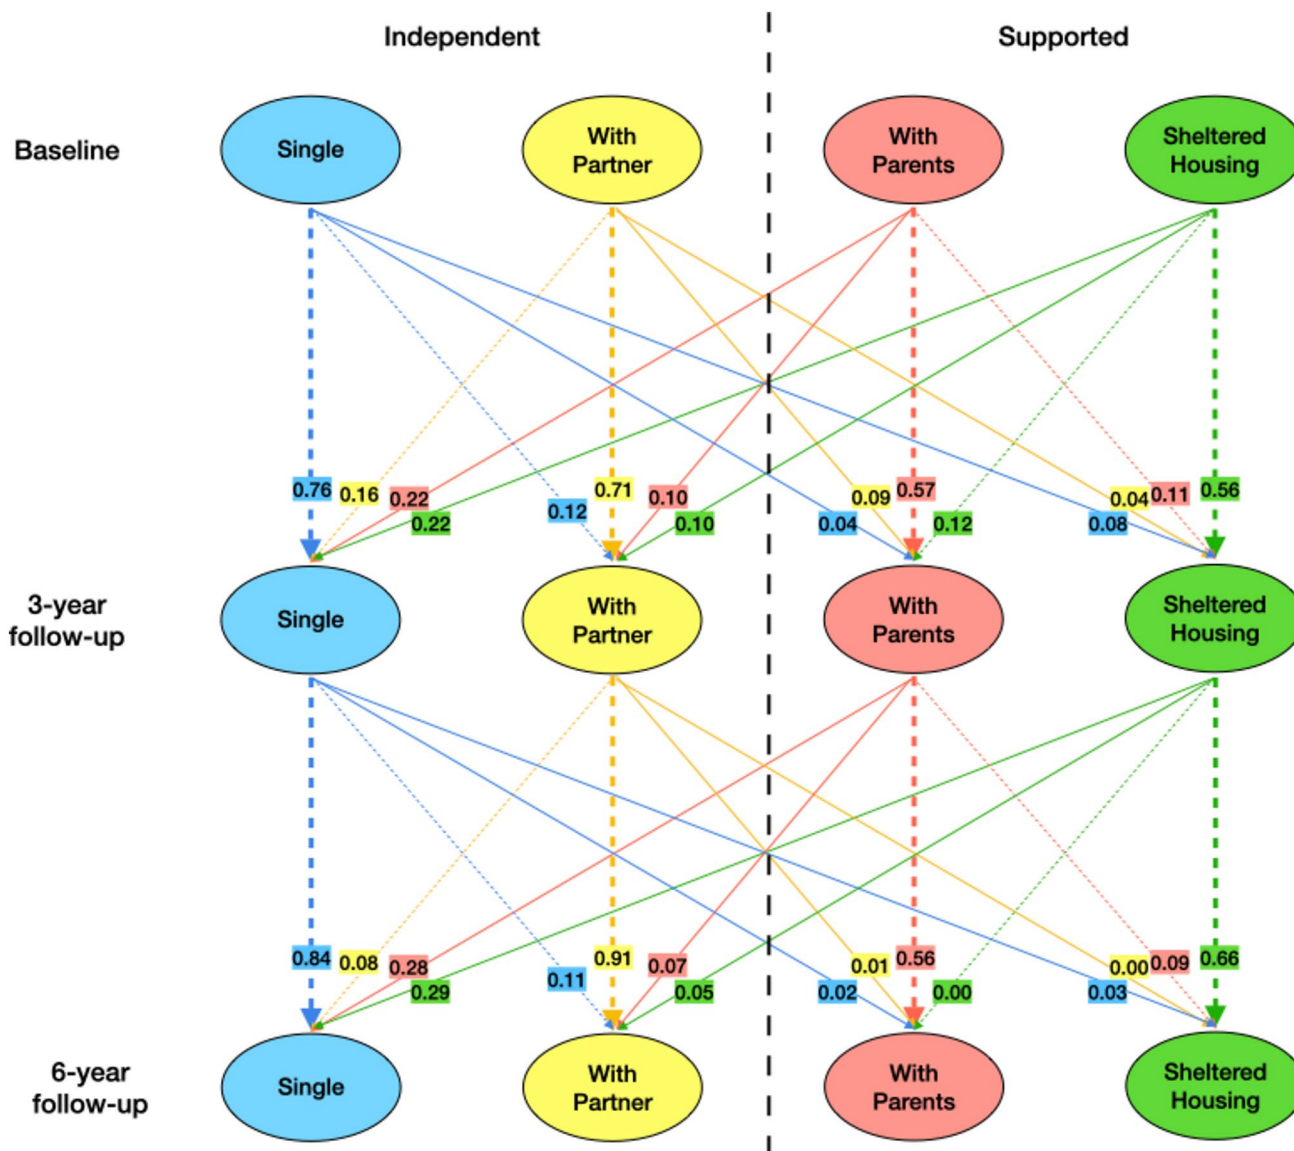 Independent
Supported
Baseline
Single
With
Partner
With
Parents
Sheltered
Housing
0.76
0.16
0.22
0.22
0.12
0.71
0.10
0.10
0.04
0.09
0.57
0.12
0.08
0.04
0.11
0.56
3-year
follow-up
Single
With
Partner
With
Parents
Sheltered
Housing
0.84
0.08
0.28
0.29
0.11
0.91
0.07
0.05
0.02
0.01
0.56
0.00
0.03
0.00
0.09
0.66
6-year
follow-up
Single
With
Partner
With
Parents
Sheltered
Housing